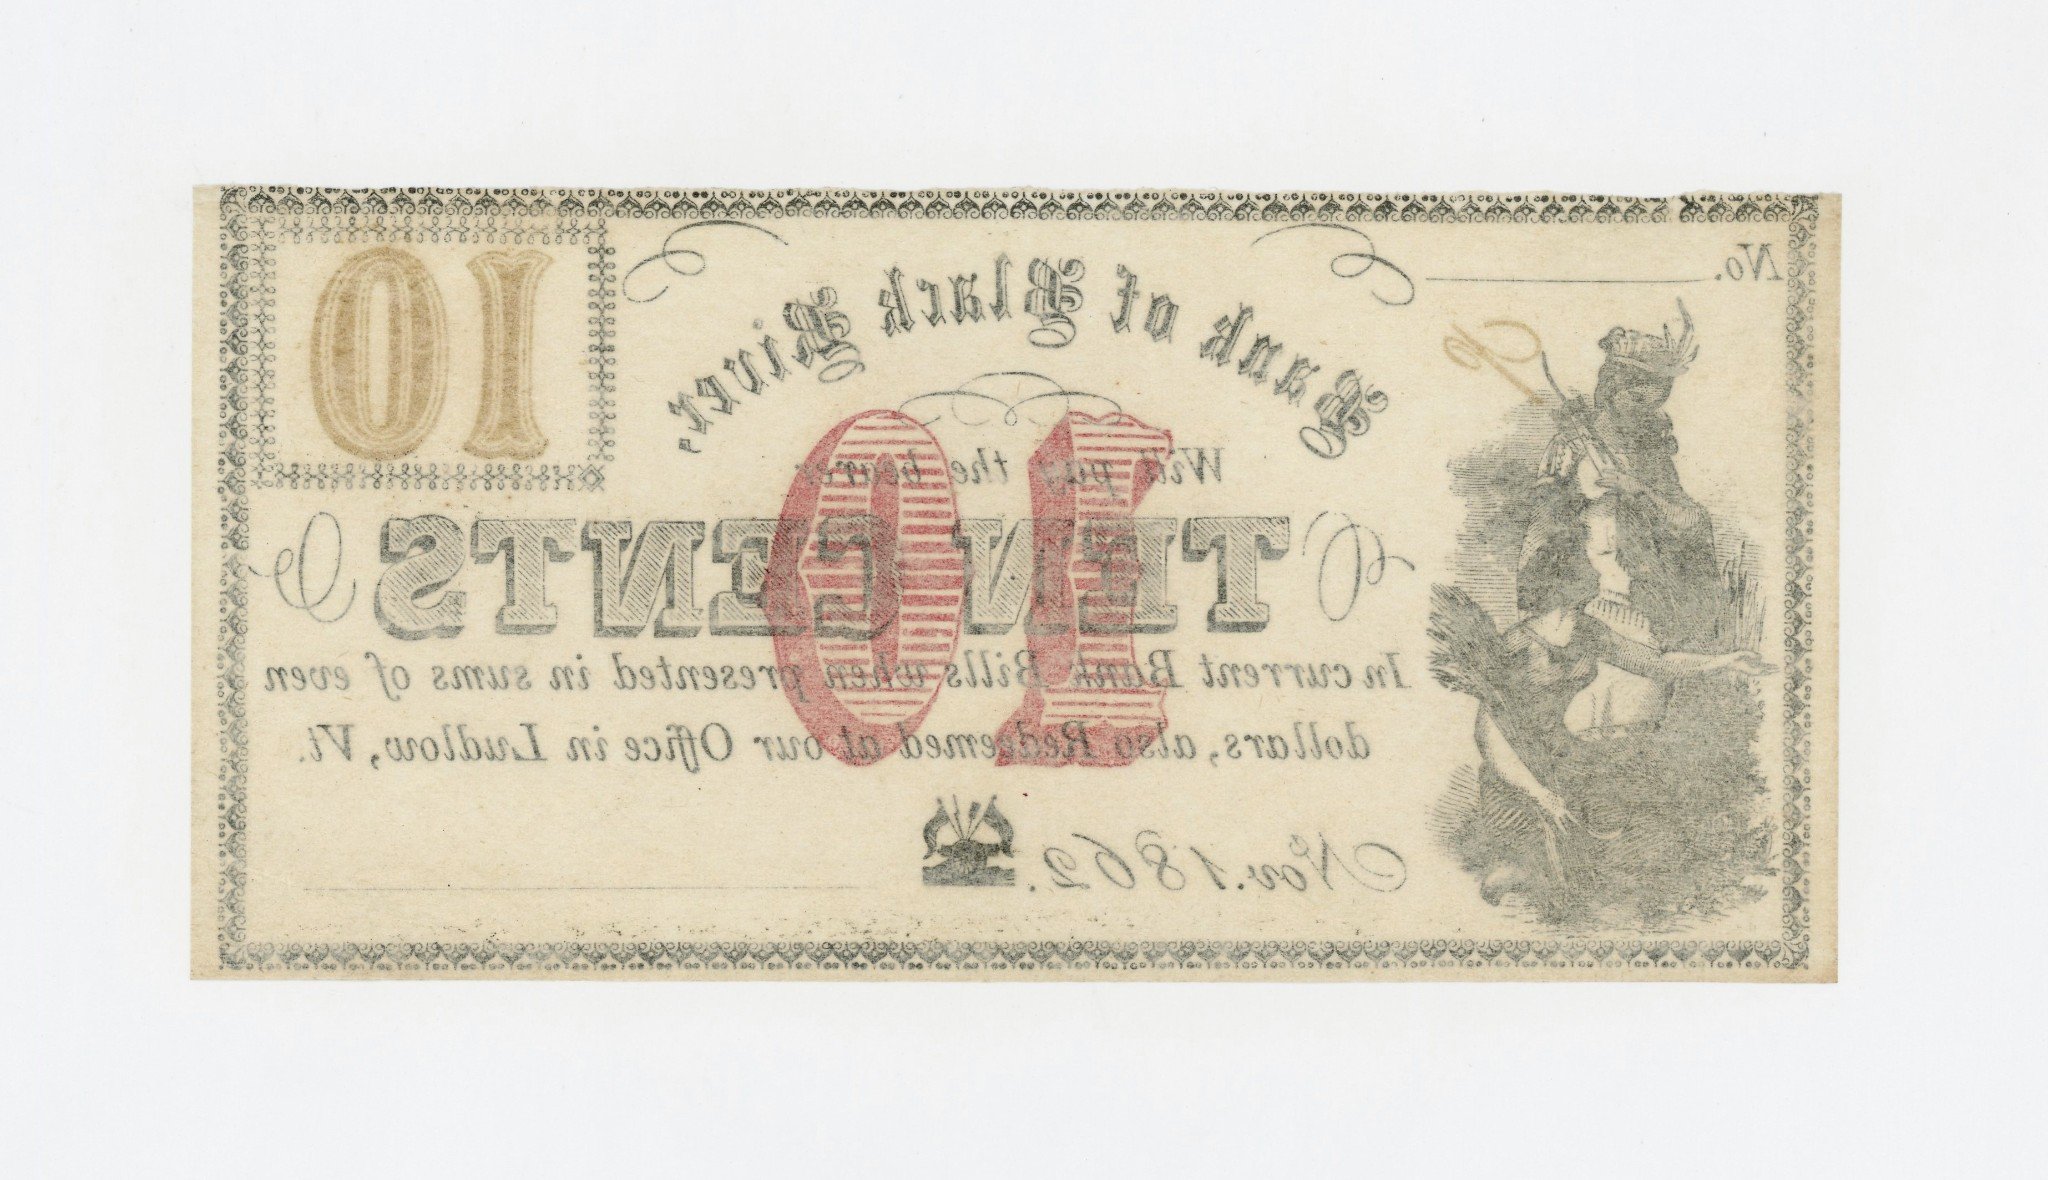 No.
10
Bank of Black River,
Will pay the bearer
10
TEN CENTS
In current Bank Bills when presented in sums of even
dollars, also Redeemed at our Office in Ludlow, Vt.
Nov. 1862.